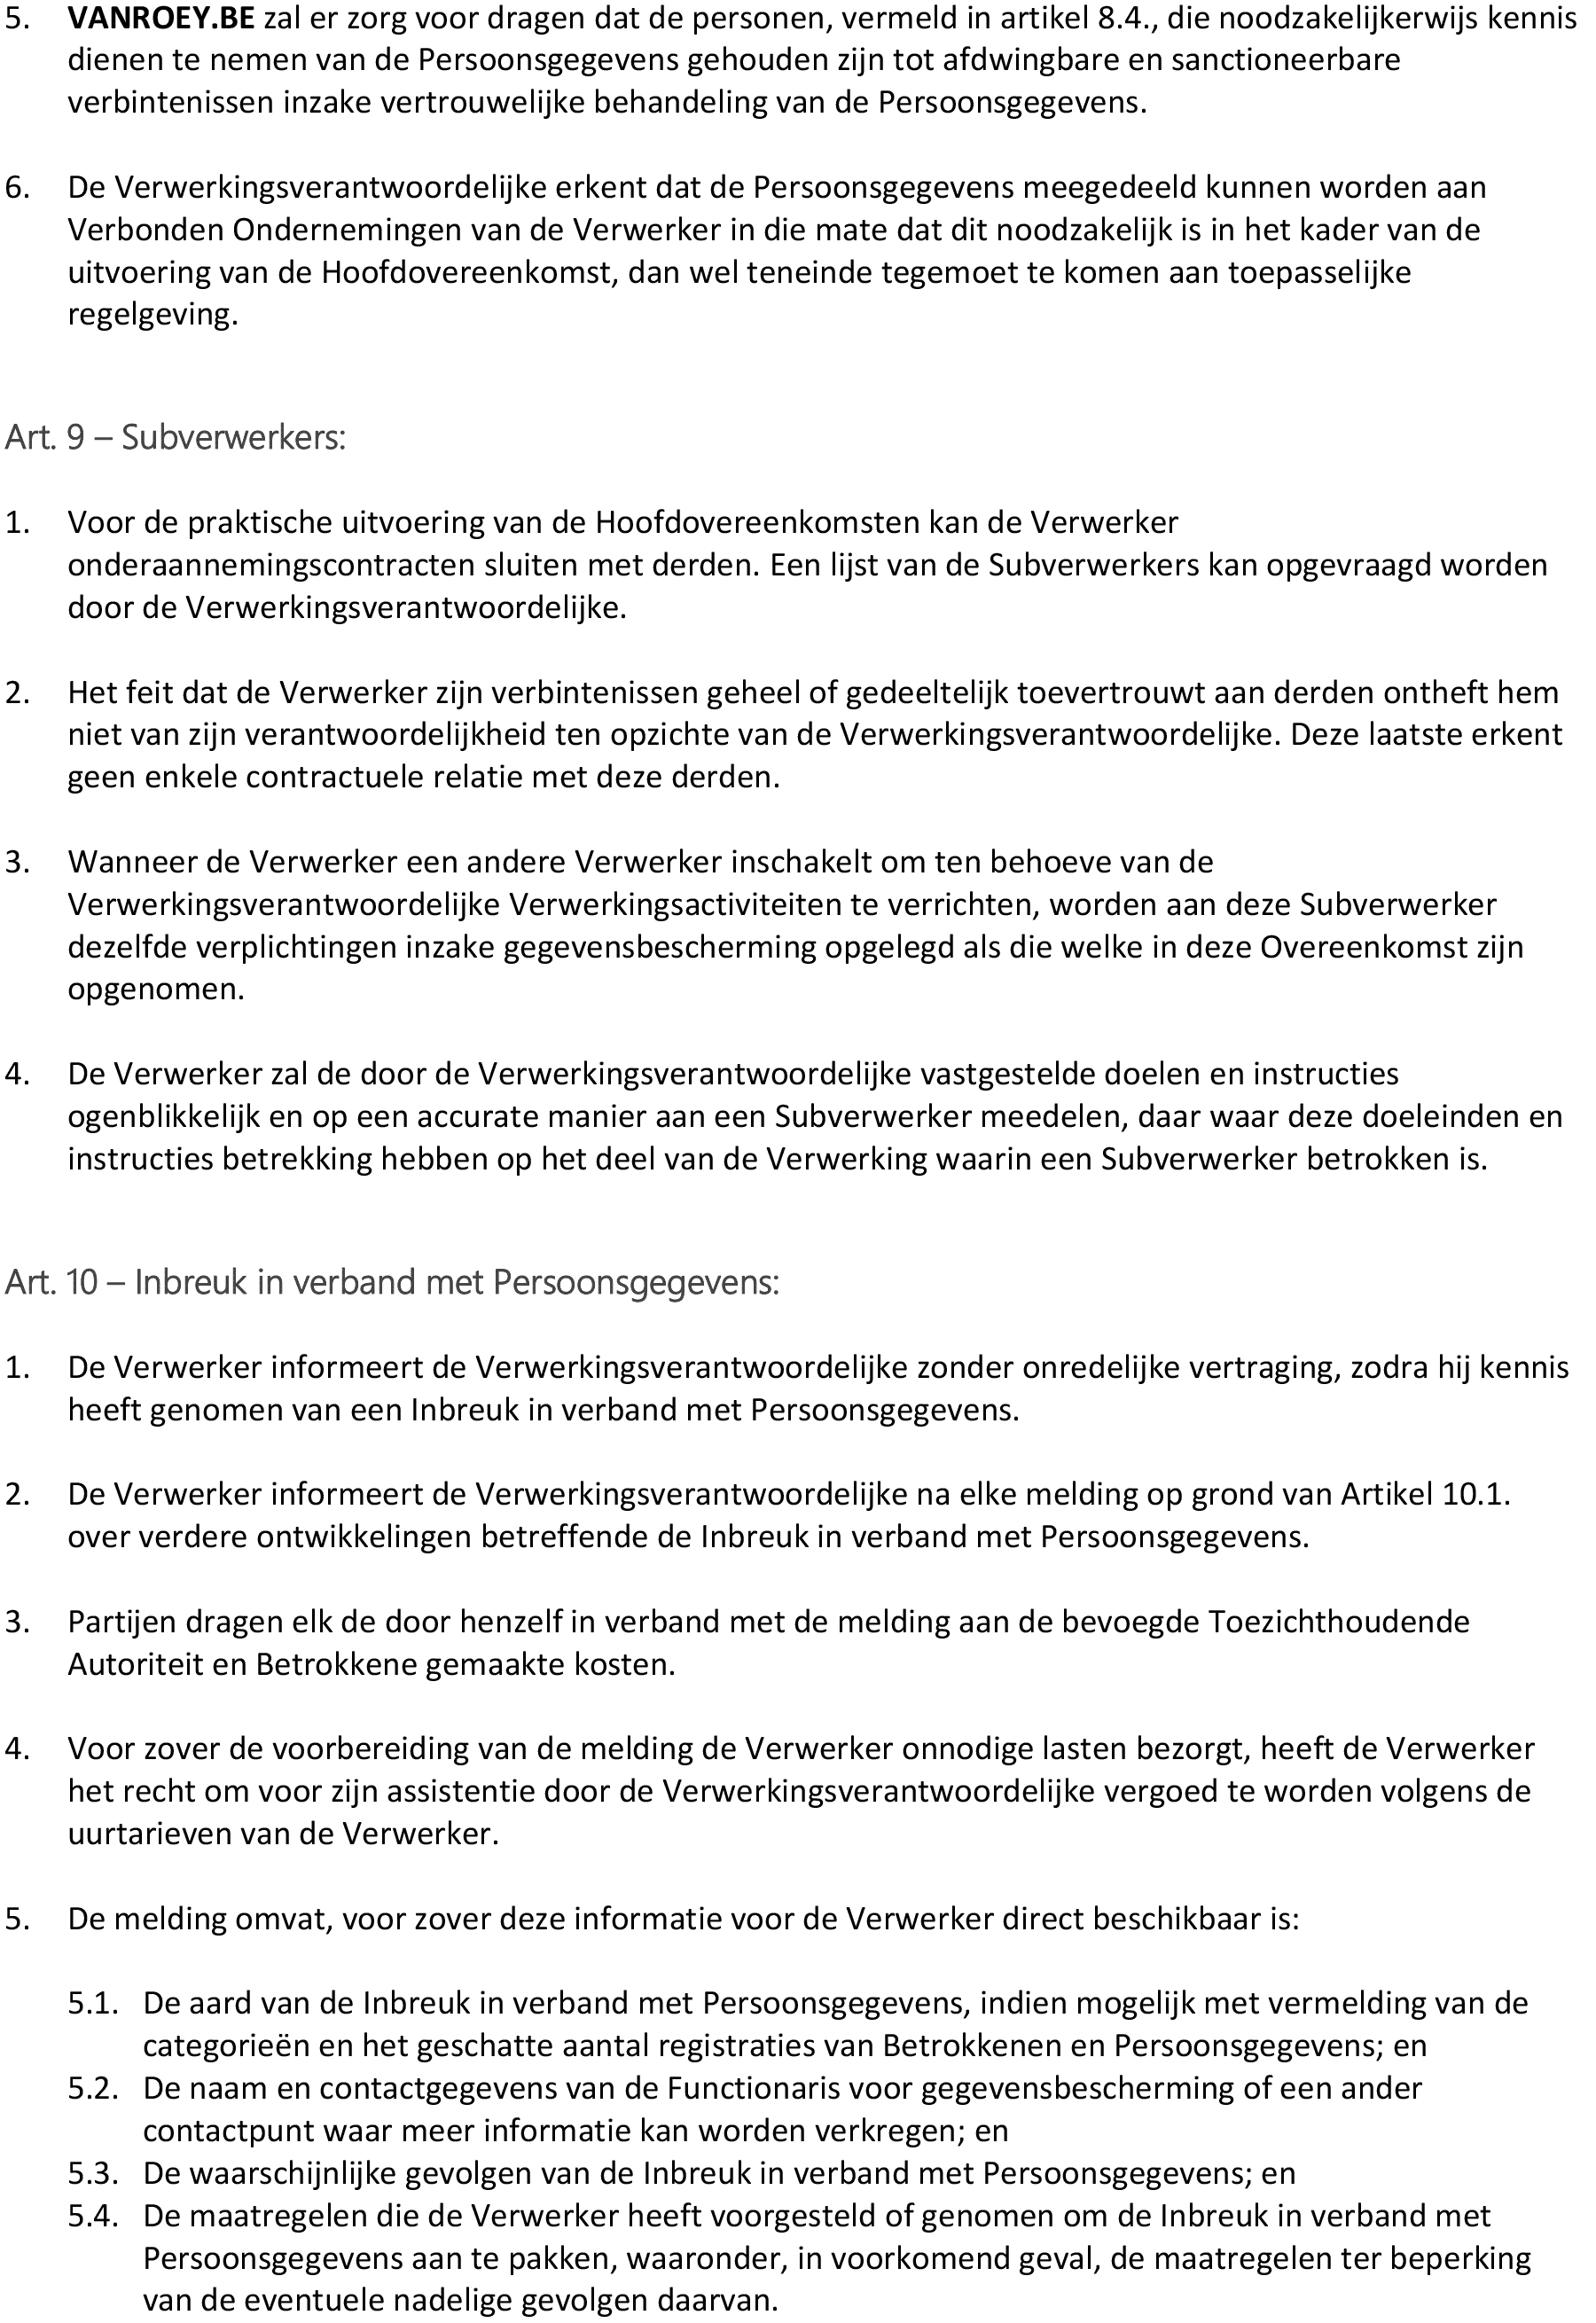 5. VANROEY.BE zal er zorg voor dragen dat de personen, vermeld in artikel 8.4., die noodzakelijkerwijs kennis
dienen te nemen van de Persoonsgegevens gehouden zijn tot afdwingbare en sanctioneerbare
verbintenissen inzake vertrouwelijke behandeling van de Persoonsgegevens.
6. De Verwerkingsverantwoordelijke erkent dat de Persoonsgegevens meegedeeld kunnen worden aan
Verbonden Ondernemingen van de Verwerker in die mate dat dit noodzakelijk is in het kader van de
uitvoering van de Hoofdovereenkomst, dan wel teneinde tegemoet te komen aan toepasselijke
regelgeving.
Art. 9 – Subverwerkers:
1. Voor de praktische uitvoering van de Hoofdovereenkomsten kan de Verwerker
onderaannemingscontracten sluiten met derden. Een lijst van de Subverwerkers kan opgevraagd worden
door de Verwerkingsverantwoordelijke.
2. Het feit dat de Verwerker zijn verbintenissen geheel of gedeeltelijk toevertrouwt aan derden ontheft hem
niet van zijn verantwoordelijkheid ten opzichte van de Verwerkingsverantwoordelijke. Deze laatste erkent
geen enkele contractuele relatie met deze derden.
3. Wanneer de Verwerker een andere Verwerker inschakelt om ten behoeve van de
Verwerkingsverantwoordelijke Verwerkingsactiviteiten te verrichten, worden aan deze Subverwerker
dezelfde verplichtingen inzake gegevensbescherming opgelegd als die welke in deze Overeenkomst zijn
opgenomen.
4. De Verwerker zal de door de Verwerkingsverantwoordelijke vastgestelde doelen en instructies
ogenblikkelijk en op een accurate manier aan een Subverwerker meedelen, daar waar deze doeleinden en
instructies betrekking hebben op het deel van de Verwerking waarin een Subverwerker betrokken is.
Art. 10 – Inbreuk in verband met Persoonsgegevens:
1. De Verwerker informeert de Verwerkingsverantwoordelijke zonder onredelijke vertraging, zodra hij kennis
heeft genomen van een Inbreuk in verband met Persoonsgegevens.
2. De Verwerker informeert de Verwerkingsverantwoordelijke na elke melding op grond van Artikel 10.1.
over verdere ontwikkelingen betreffende de Inbreuk in verband met Persoonsgegevens.
3. Partijen dragen elk de door henzelf in verband met de melding aan de bevoegde Toezichthoudende
Autoriteit en Betrokkene gemaakte kosten.
4. Voor zover de voorbereiding van de melding de Verwerker onnodige lasten bezorgt, heeft de Verwerker
het recht om voor zijn assistentie door de Verwerkingsverantwoordelijke vergoed te worden volgens de
uurtarieven van de Verwerker.
5. De melding omvat, voor zover deze informatie voor de Verwerker direct beschikbaar is:
5.1. De aard van de Inbreuk in verband met Persoonsgegevens, indien mogelijk met vermelding van de
categorieën en het geschatte aantal registraties van Betrokkenen en Persoonsgegevens; en
5.2. De naam en contactgegevens van de Functionaris voor gegevensbescherming of een ander
contactpunt waar meer informatie kan worden verkregen; en
5.3. De waarschijnlijke gevolgen van de Inbreuk in verband met Persoonsgegevens; en
5.4. De maatregelen die de Verwerker heeft voorgesteld of genomen om de Inbreuk in verband met
Persoonsgegevens aan te pakken, waaronder, in voorkomend geval, de maatregelen ter beperking
van de eventuele nadelige gevolgen daarvan.